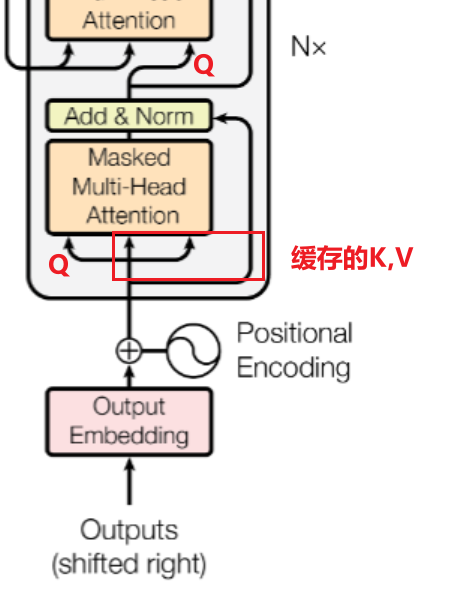 Attention
N×
Q
Add & Norm
Masked
Multi-Head
Attention
Q
缓存的K,V
Positional
Encoding
Output
Embedding
Outputs
(shifted right)